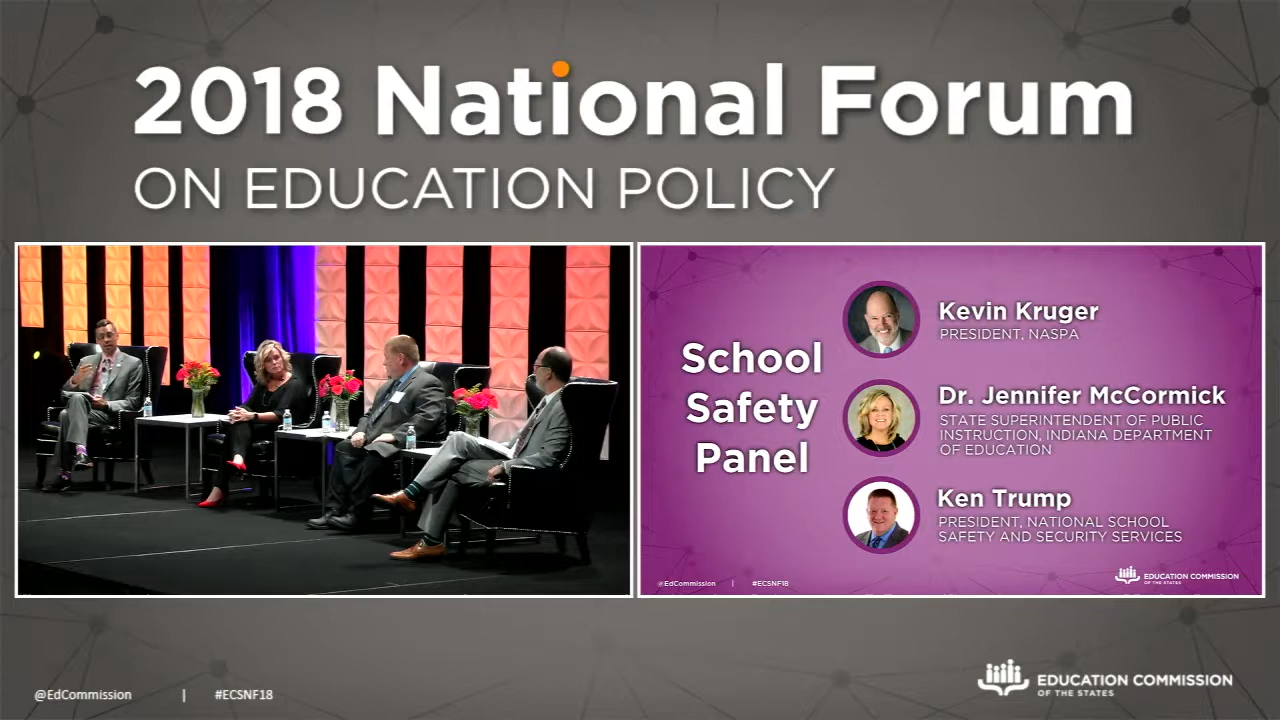 2018 National Forum
ON EDUCATION POLICY
School
Safety
Panel
Kevin Kruger
PRESIDENT, NASPA
Dr. Jennifer McCormick
STATE SUPERINTENDENT OF PUBLIC
INSTRUCTION, INDIANA DEPARTMENT
OF EDUCATION
Ken Trump
PRESIDENT, NATIONAL SCHOOL
SAFETY AND SECURITY SERVICES
@EdCommission | #ECSNF18
EDUCATION COMMISSION
OF THE STATES
@EdCommission | #ECSNF18
EDUCATION COMMISSION
OF THE STATES